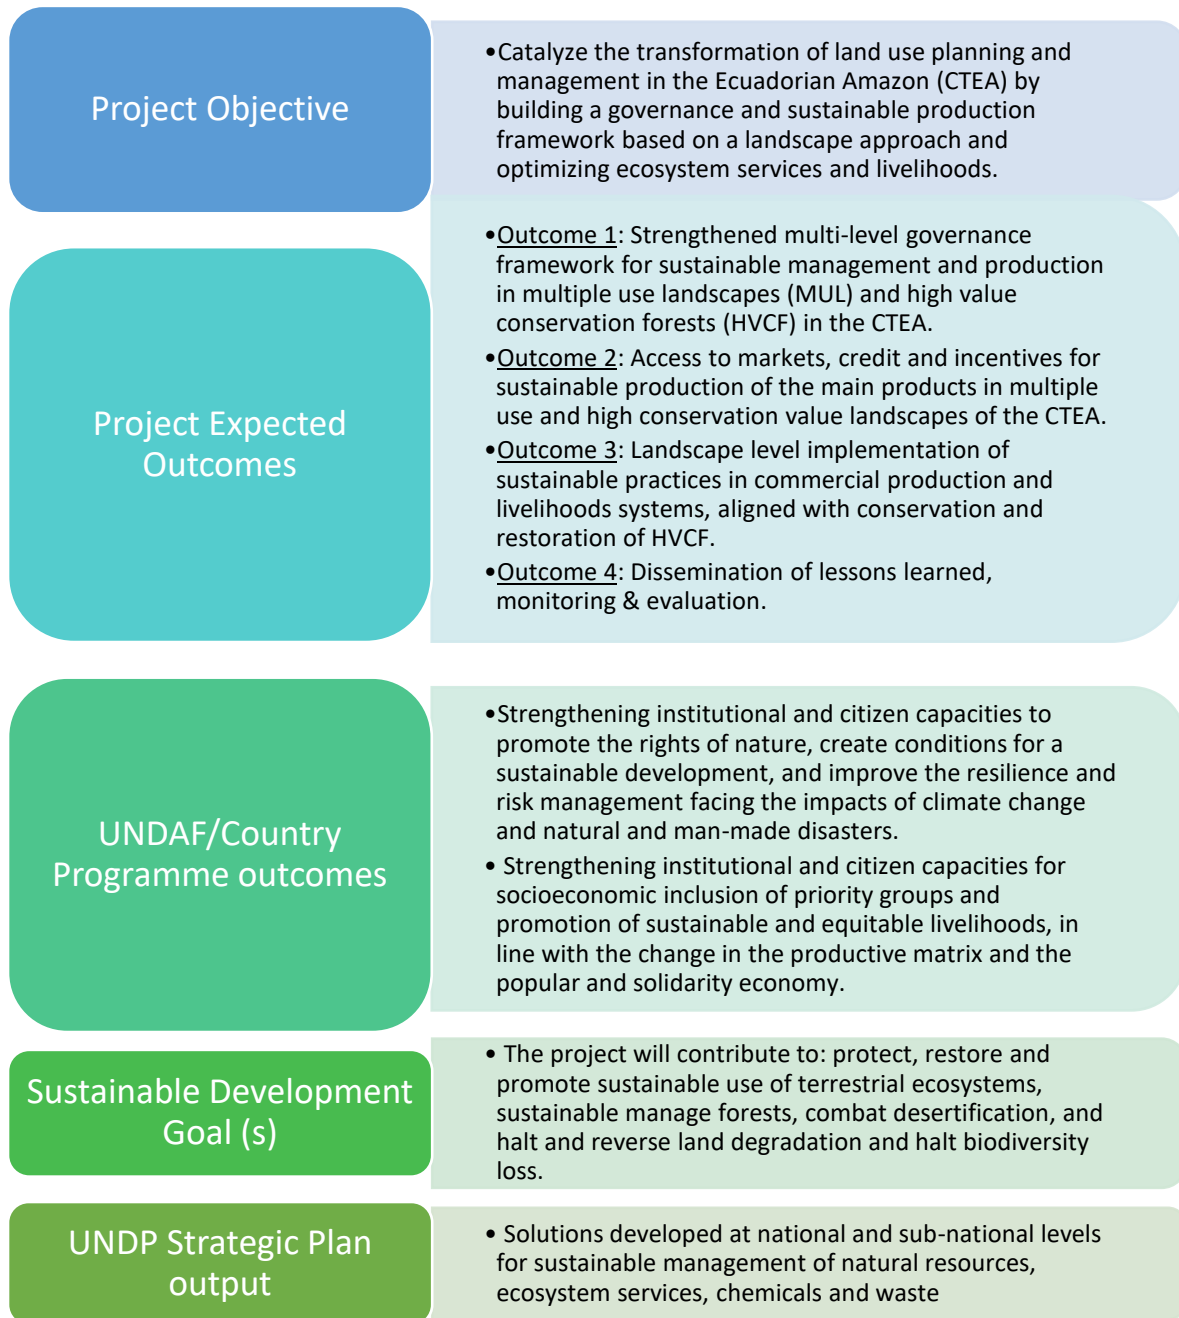 Project Objective
•Catalyze the transformation of land use planning and
management in the Ecuadorian Amazon (CTEA) by
building a governance and sustainable production
framework based on a landscape approach and
optimizing ecosystem services and livelihoods.
Project Expected
Outcomes
•Outcome 1: Strengthened multi-level governance
framework for sustainable management and production
in multiple use landscapes (MUL) and high value
conservation forests (HVCF) in the CTEA.
•Outcome 2: Access to markets, credit and incentives for
sustainable production of the main products in multiple
use and high conservation value landscapes of the CTEA.
•Outcome 3: Landscape level implementation of
sustainable practices in commercial production and
livelihoods systems, aligned with conservation and
restoration of HVCF.
•Outcome 4: Dissemination of lessons learned,
monitoring & evaluation.
UNDAF/Country
Programme outcomes
•Strengthening institutional and citizen capacities to
promote the rights of nature, create conditions for a
sustainable development, and improve the resilience and
risk management facing the impacts of climate change
and natural and man-made disasters.
• Strengthening institutional and citizen capacities for
socioeconomic inclusion of priority groups and
promotion of sustainable and equitable livelihoods, in
line with the change in the productive matrix and the
popular and solidarity economy.
Sustainable Development
Goal (s)
• The project will contribute to: protect, restore and
promote sustainable use of terrestrial ecosystems,
sustainable manage forests, combat desertification, and
halt and reverse land degradation and halt biodiversity
loss.
UNDP Strategic Plan
output
• Solutions developed at national and sub-national levels
for sustainable management of natural resources,
ecosystem services, chemicals and waste